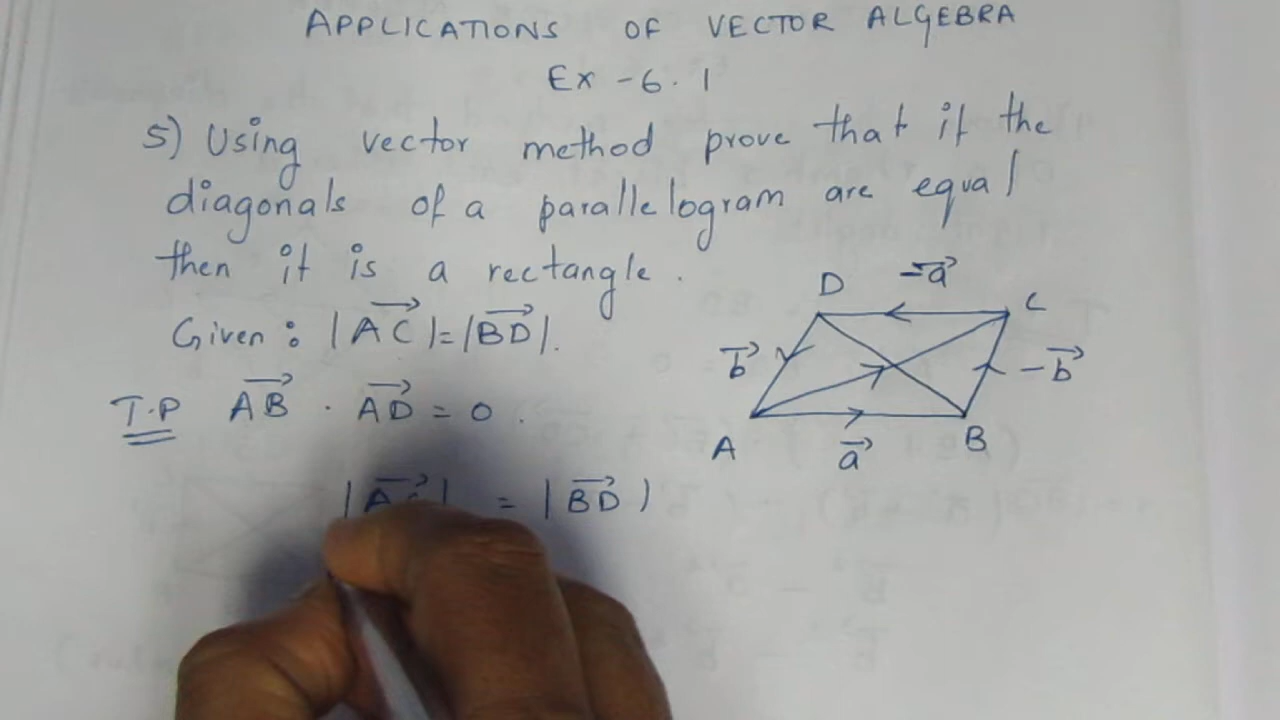 APPLICATIONS OF VECTOR ALGEBRA
Ex - 6.1
5) Using vector method prove that if the
diagonals of a parallelogram are equal
then it is a rectangle.
Given : |AC⃗| = |BD⃗|.
T.P AB⃗ . AD⃗ = 0.
|AC⃗| = |BD⃗|
D -a⃗ C
b⃗ -b⃗
A a⃗ B